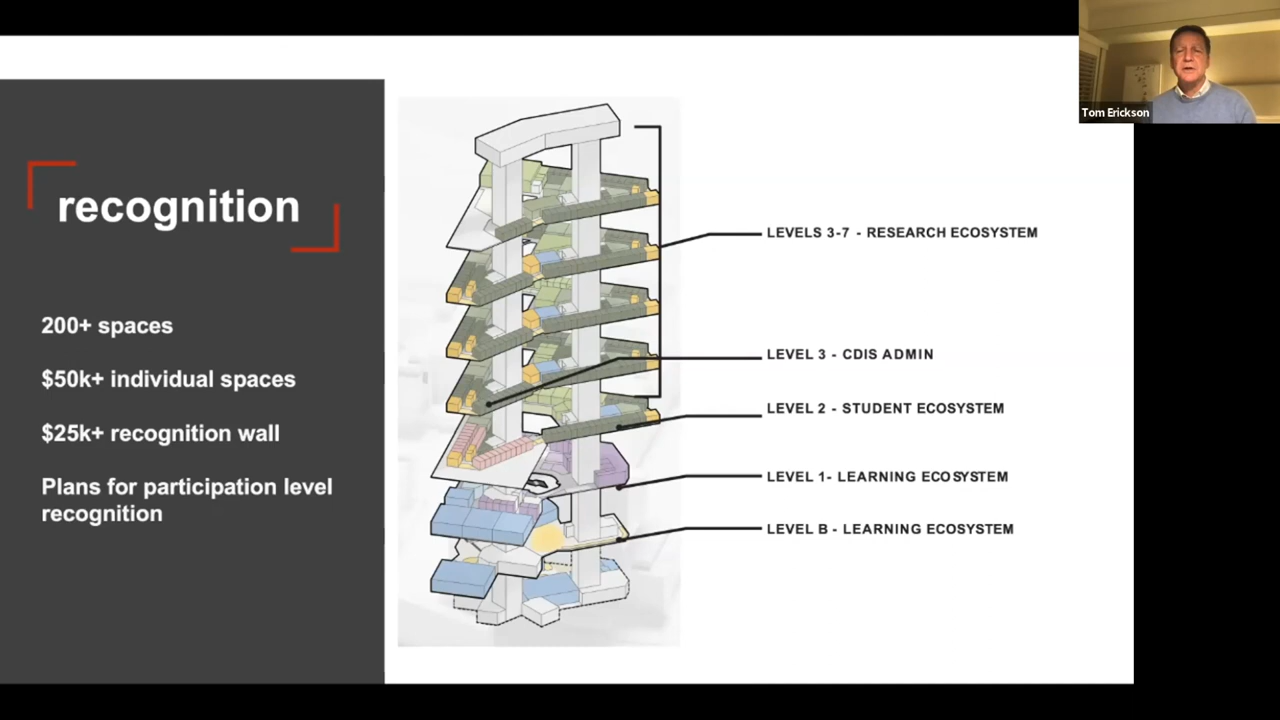 recognition
200+ spaces
$50k+ individual spaces
$25k+ recognition wall
Plans for participation level
recognition
LEVELS 3-7 - RESEARCH ECOSYSTEM
LEVEL 3 - CDIS ADMIN
LEVEL 2 - STUDENT ECOSYSTEM
LEVEL 1- LEARNING ECOSYSTEM
LEVEL B - LEARNING ECOSYSTEM
Tom Erickson